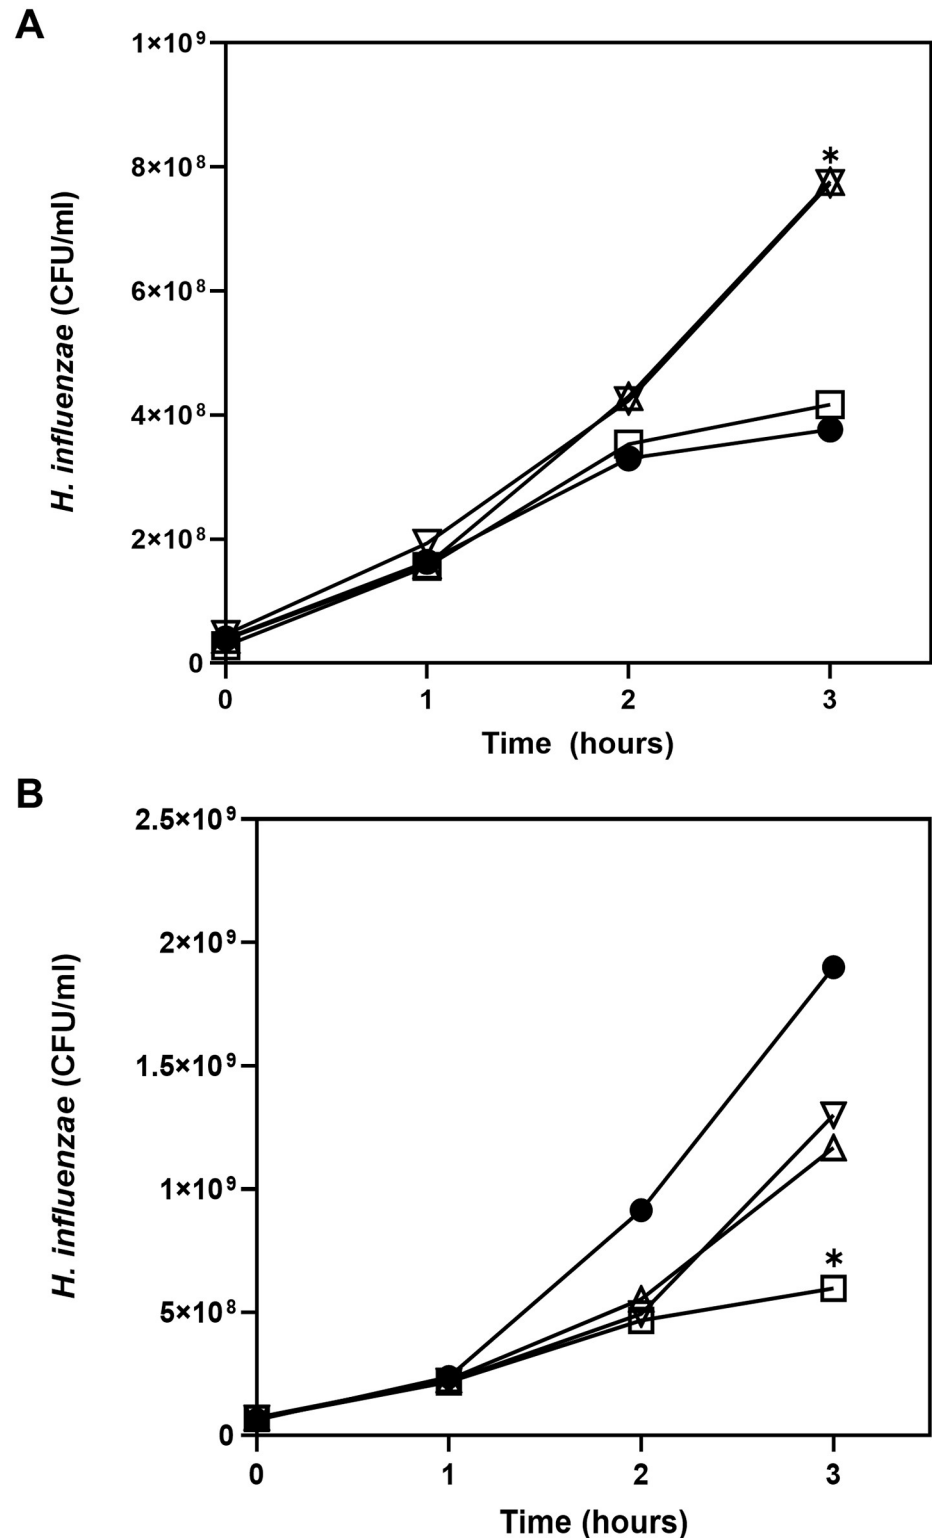 A
1×10⁹
8×10⁸
6×10⁸
4×10⁸
2×10⁸
0
H. influenzae (CFU/ml)
*
0 1 2 3
Time (hours)
B
2.5×10⁹
2×10⁹
1.5×10⁹
1×10⁹
5×10⁸
0
H. influenzae (CFU/ml)
*
0 1 2 3
Time (hours)